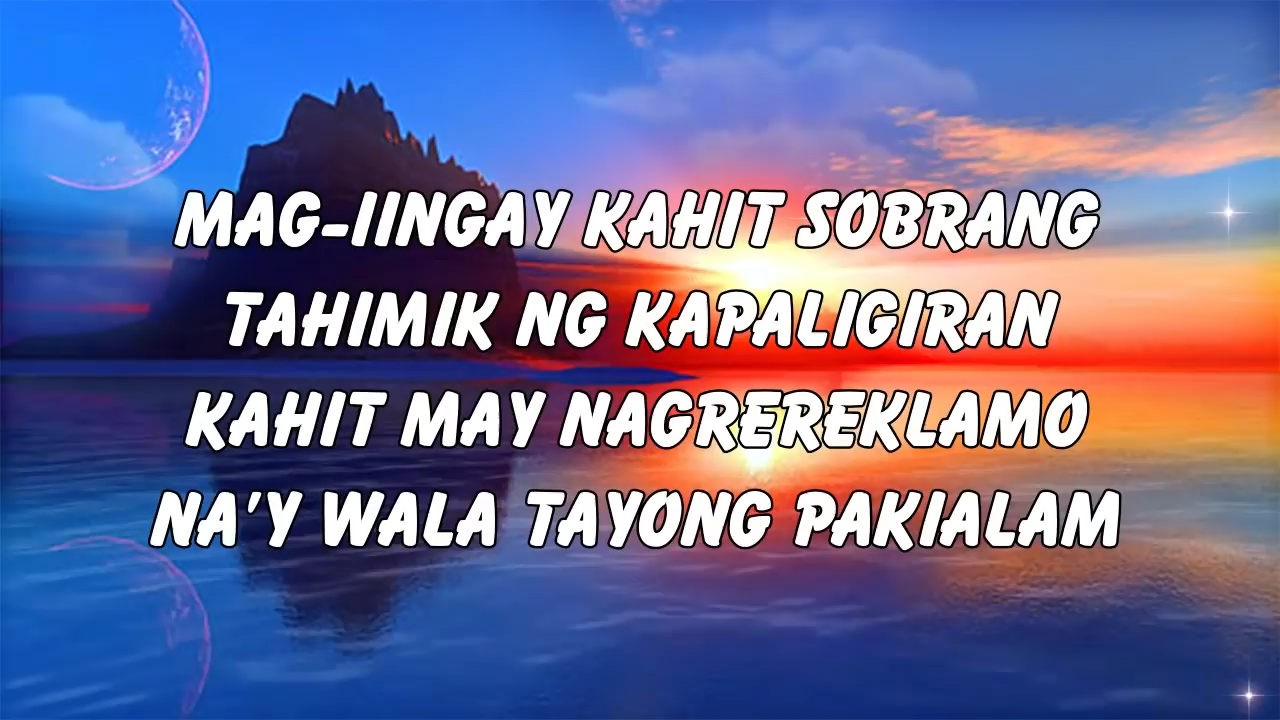 MAG-IINGAY KAHIT SOBRANG
TAHIMIK NG KAPALIGIRAN
KAHIT MAY NAGREREKLAMO
NA'Y WALA TAYONG PAKIALAM